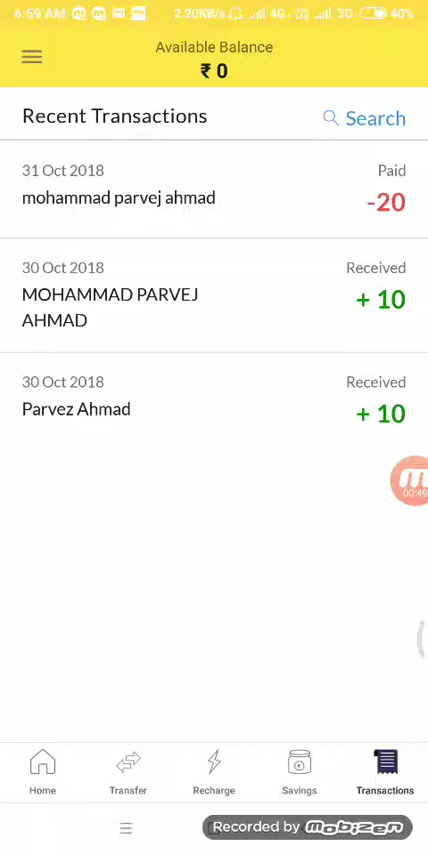 6:59 AM 2.20KB/s 4G 3G 40%
Available Balance
₹ 0
Recent Transactions Search
31 Oct 2018 Paid
mohammad parvej ahmad -20
30 Oct 2018 Received
MOHAMMAD PARVEJ + 10
AHMAD
30 Oct 2018 Received
Parvez Ahmad + 10
00:49
Home Transfer Recharge Savings Transactions
Recorded by mobizen